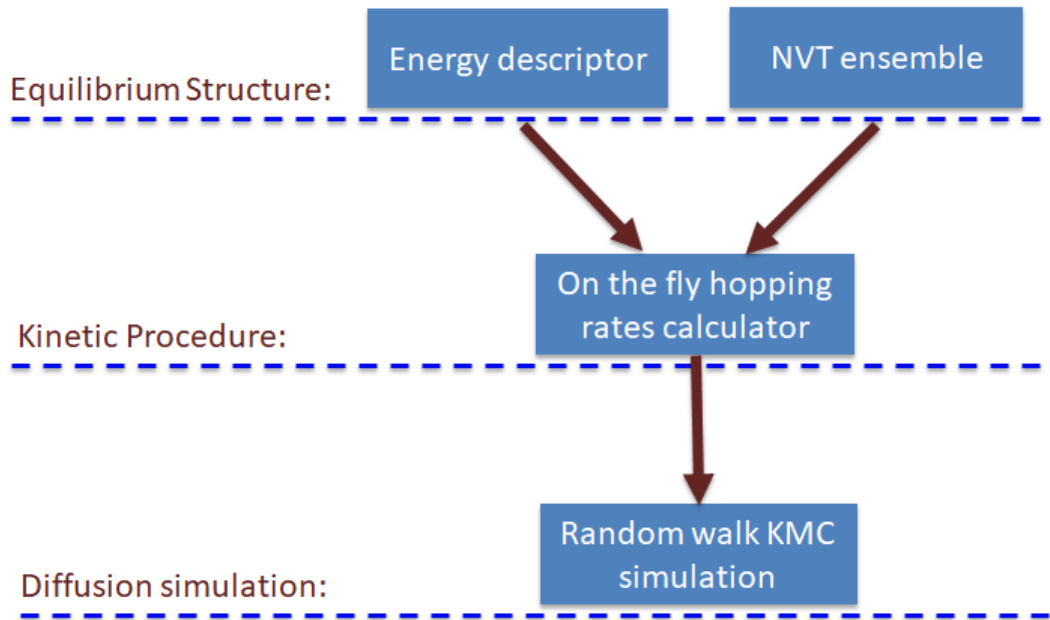 Energy descriptor
NVT ensemble
Equilibrium Structure:
On the fly hopping
rates calculator
Kinetic Procedure:
Random walk KMC
simulation
Diffusion simulation: